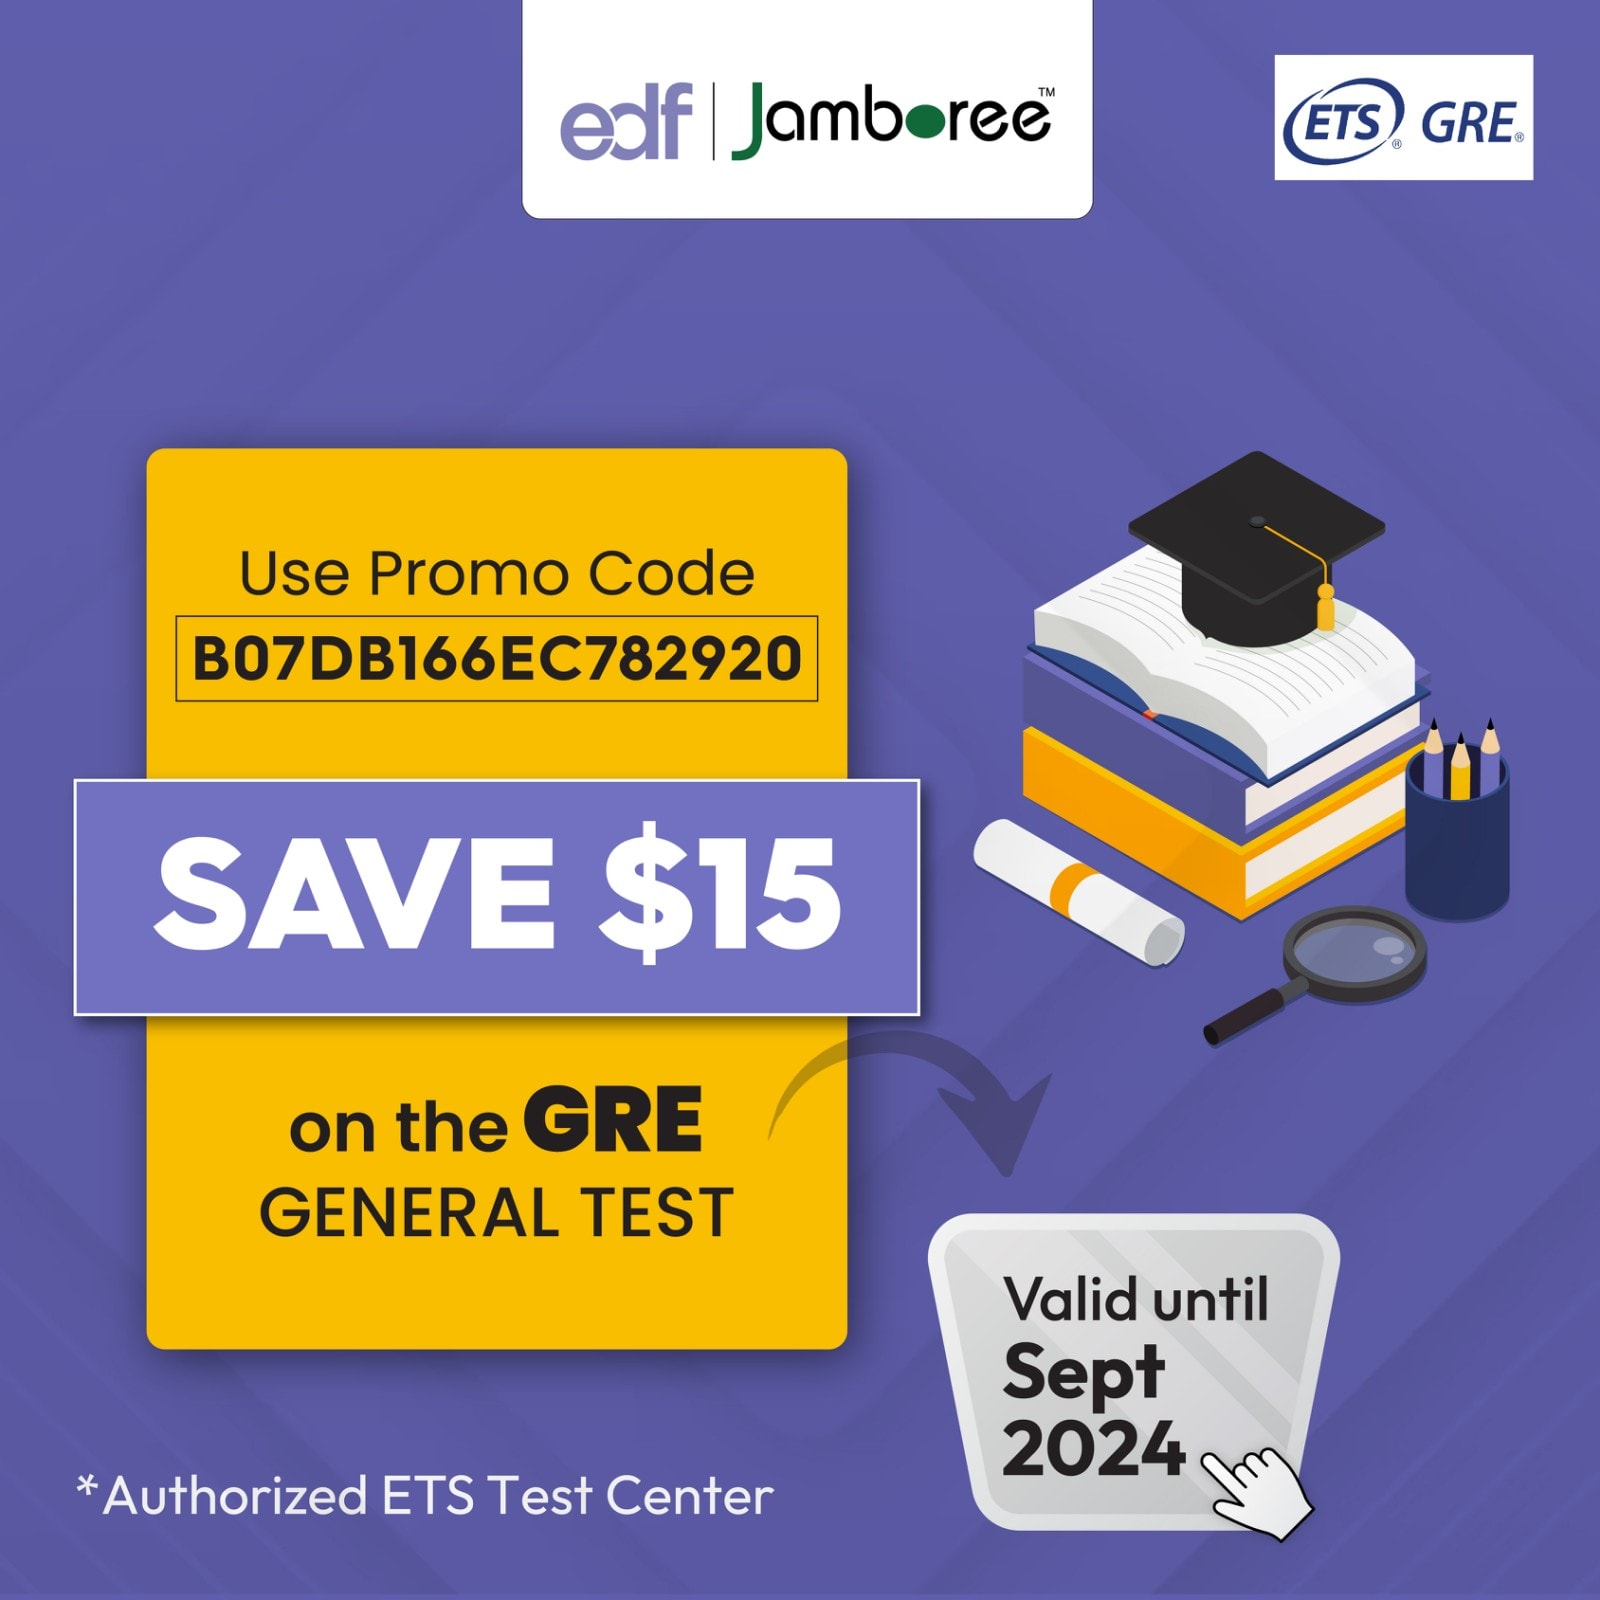 edf | Jamboree™
ETS® GRE®
Use Promo Code
B07DB166EC782920
SAVE $15
on the GRE
GENERAL TEST
Valid until
Sept
2024
*Authorized ETS Test Center